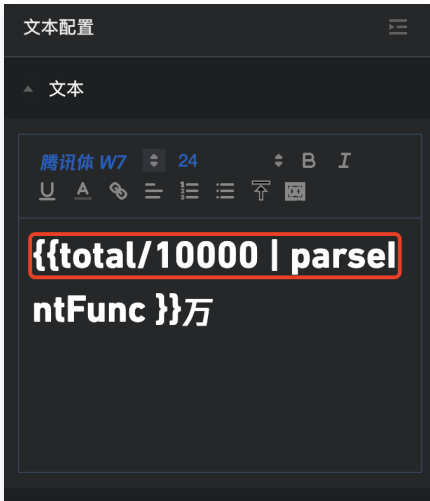 文本配置
文本
腾讯体 W7 24 B I
U A
{{total/10000 | parseI
ntFunc }}万